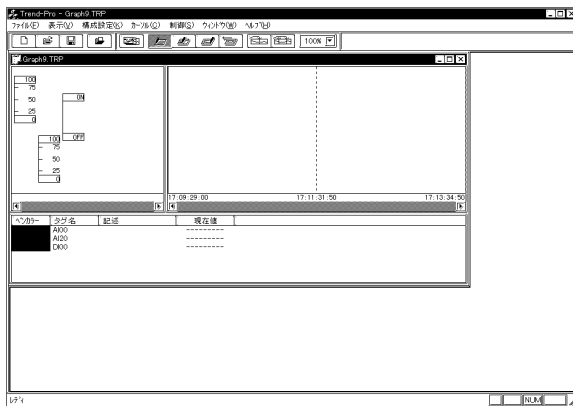 Trend-Pro - Graph9.TRP
ファイル(F) 表示(V) 構成設定(K) カーソル(C) 制御(S) ウィンドウ(W) ヘルプ(H)
100%
Graph9.TRP
100
75
50
25
0
ON
OFF
100
75
50
25
0
17:09:29:00 17:11:31:50 17:13:34:50
ペンカラー タグ名 記述 現在値
AI00 ---------
AI20 ---------
DI00 ---------
レディ NUM